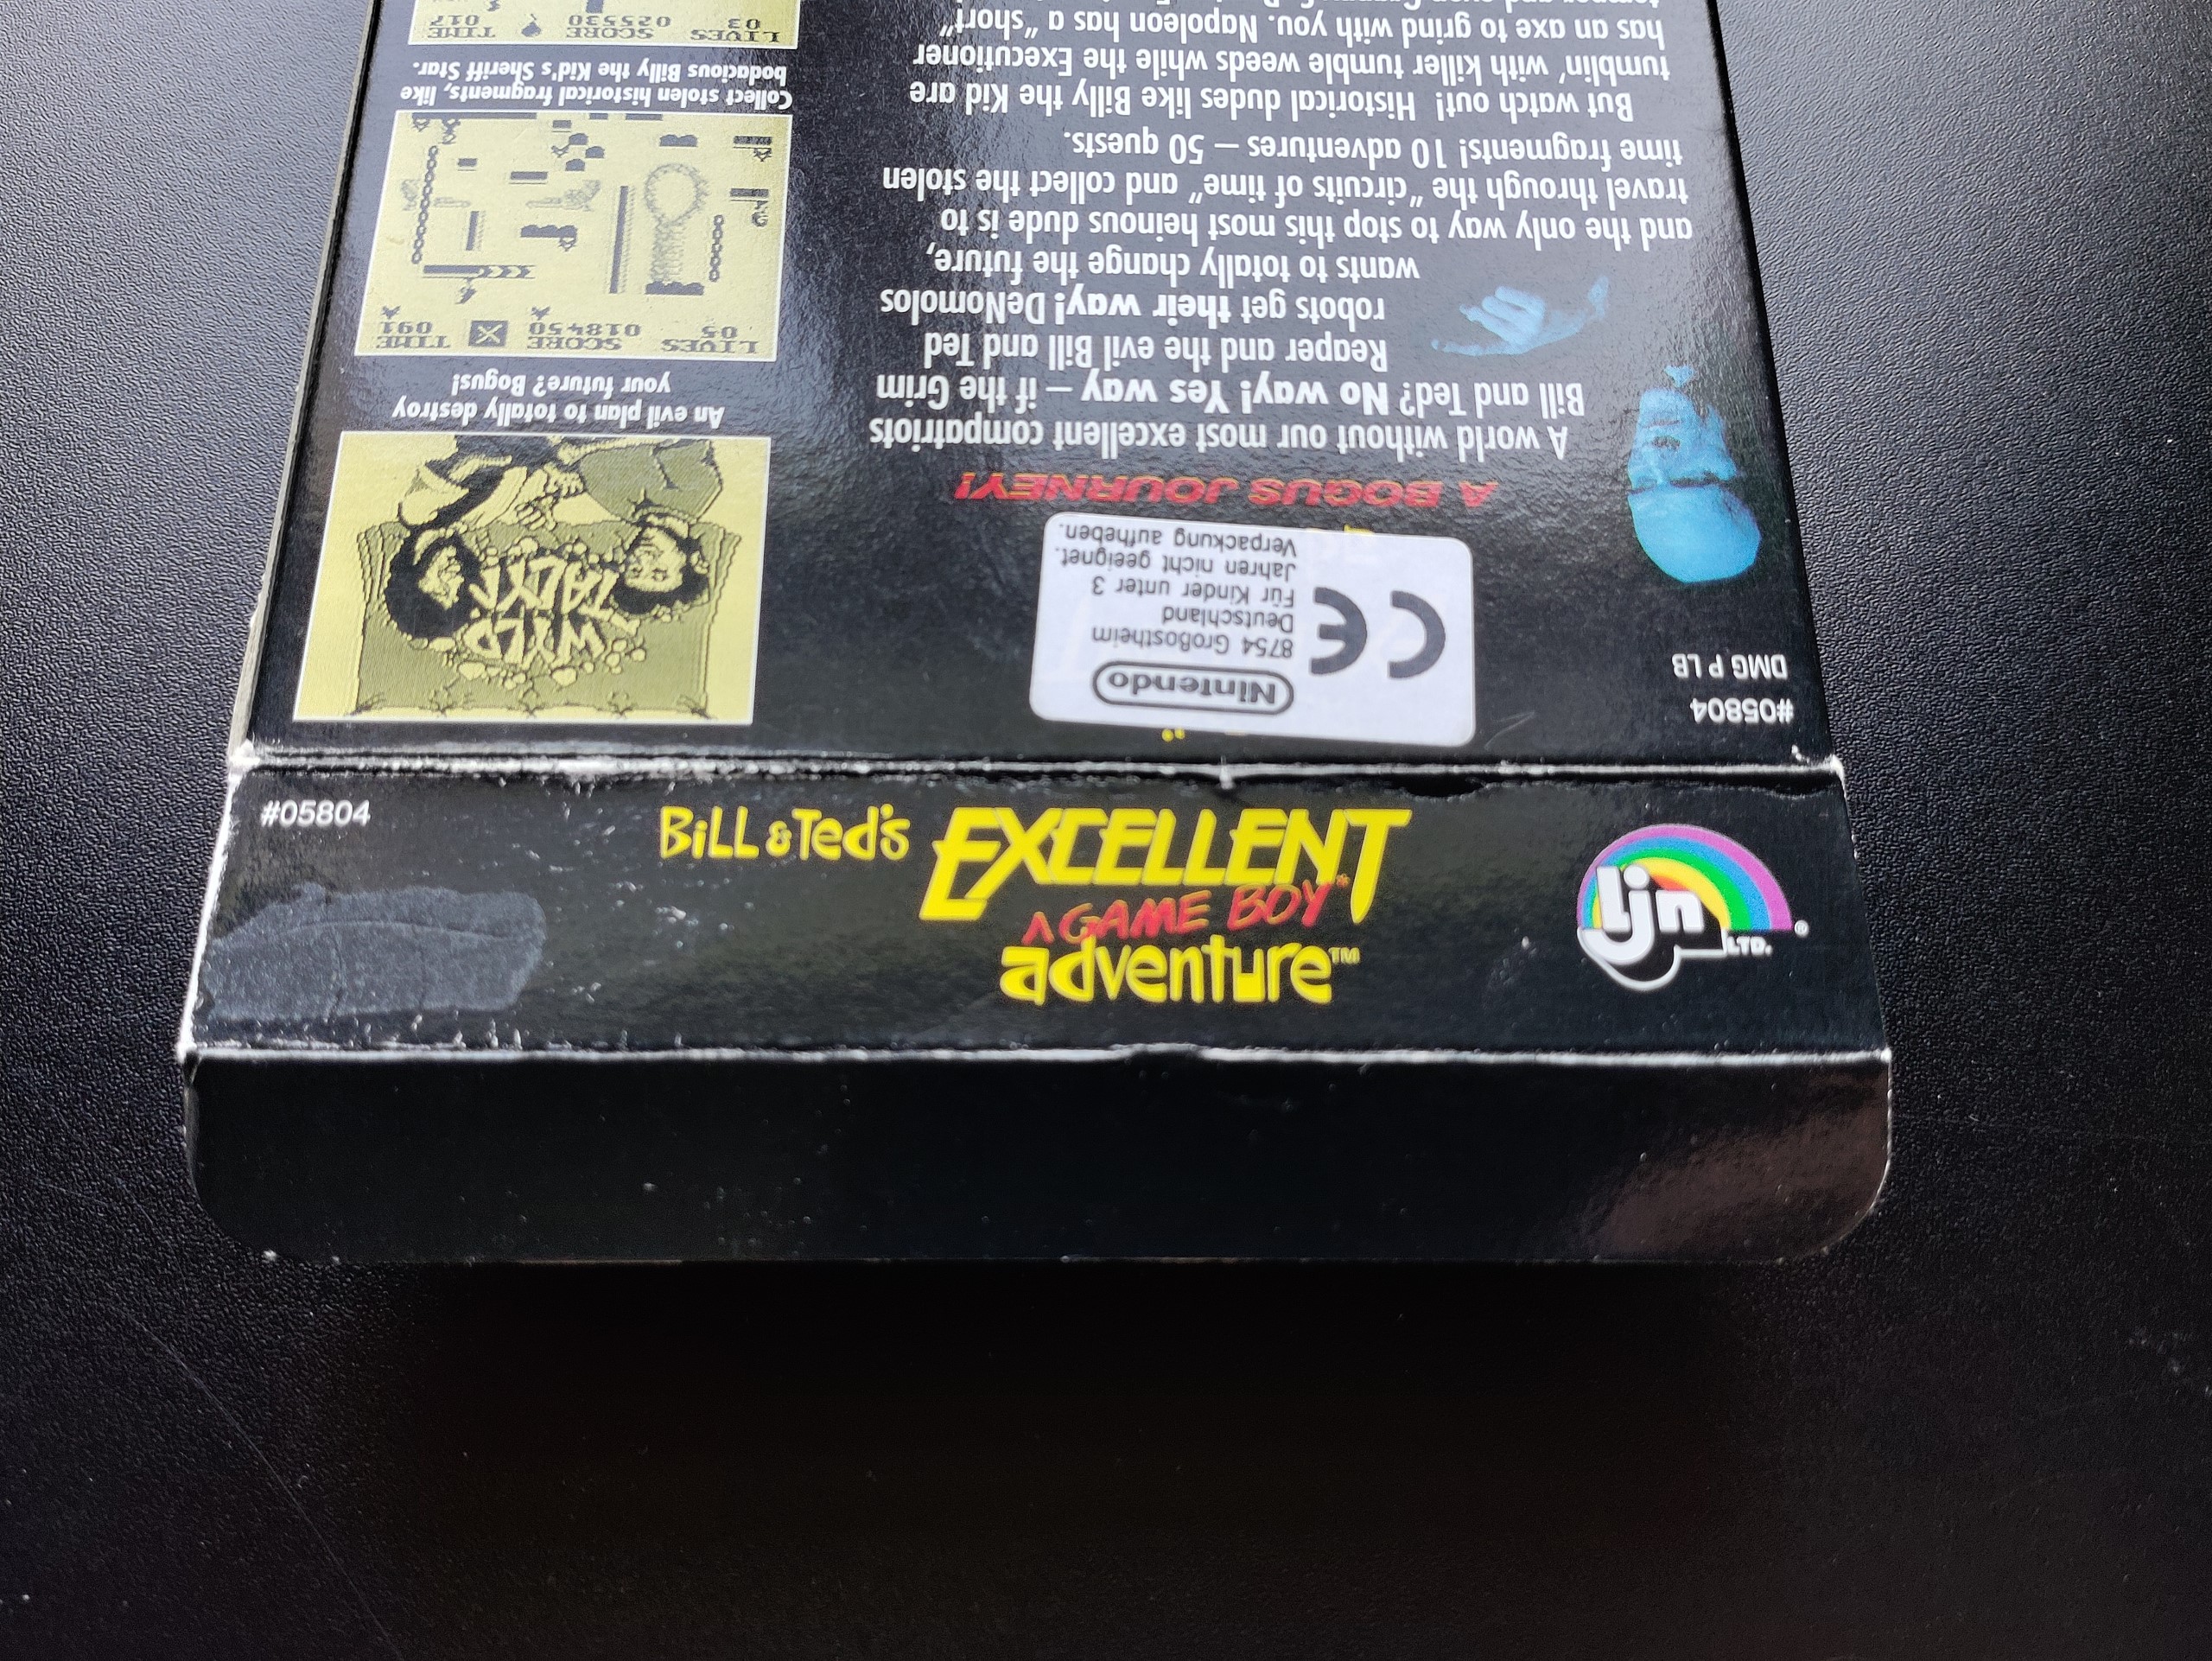 #05804
BiLL & Ted's EXCELLENT
A GAME BOY®
adventure™
ljn LTD. ®
#05804
DMG P LB
Nintendo
8754 Großostheim
Deutschland
Für Kinder unter 3
Jahren nicht geeignet.
Verpackung aufheben.
CE
A BOGUS JOURNEY!
A world without our most excellent compatriots
Bill and Ted? No way! Yes way – if the Grim
Reaper and the evil Bill and Ted
robots get their way! DeNomolos
wants to totally change the future,
and the only way to stop this most heinous dude is to
travel through the "circuits of time" and collect the stolen
time fragments! 10 adventures – 50 quests.
But watch out! Historical dudes like Billy the Kid are
tumblin' with killer tumble weeds while the Executioner
has an axe to grind with you. Napoleon has a "short"
WYLD
An evil plan to totally destroy
your future? Bogus!
LIVES SCORE TIME
05 018450 091
Collect stolen historical fragments, like
bodacious Billy the Kid's Sheriff Star.
LIVES SCORE TIME
03 025530 017